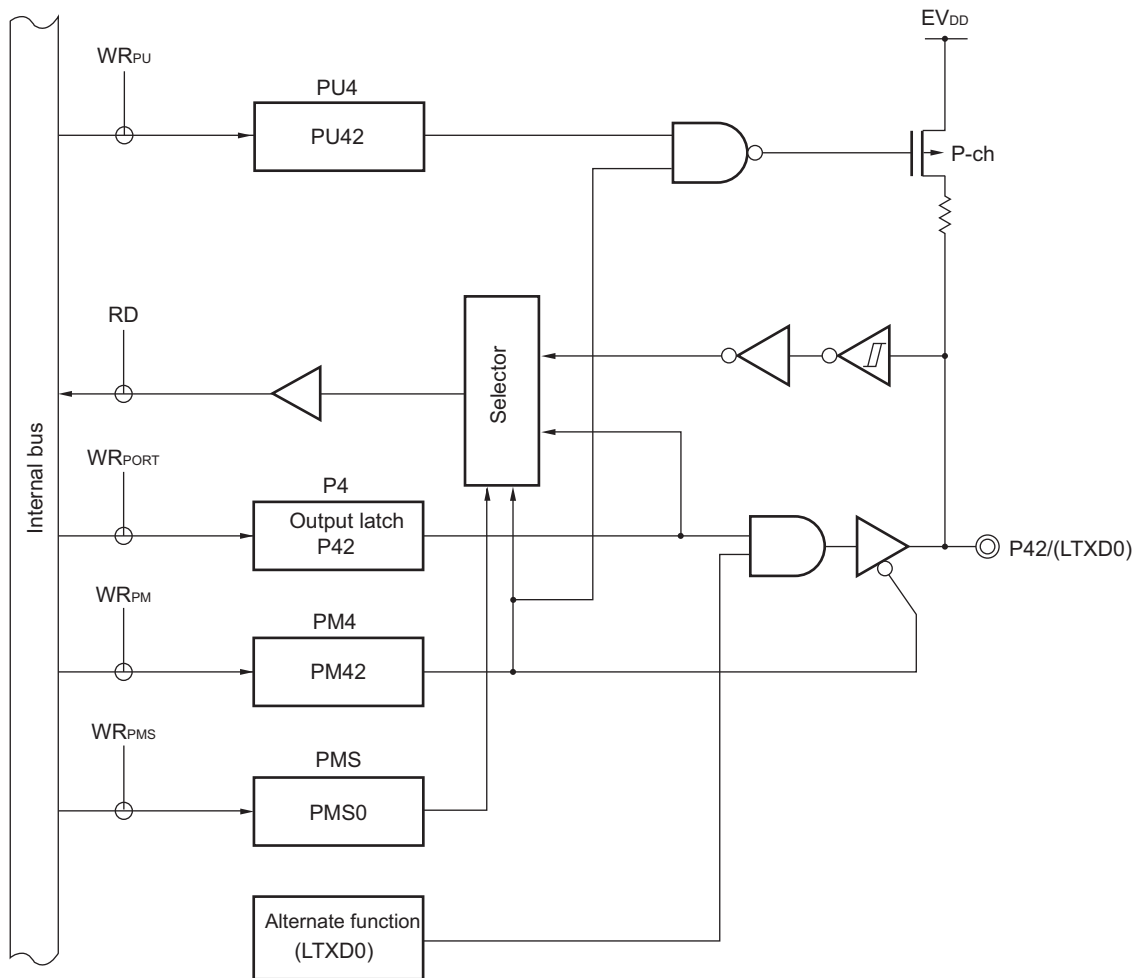 EVDD
WRPU
PU4
PU42
P-ch
RD
Selector
Internal bus
WRPORT
P4
Output latch
P42
P42/(LTXD0)
WRPM
PM4
PM42
WRPMS
PMS
PMS0
Alternate function
(LTXD0)